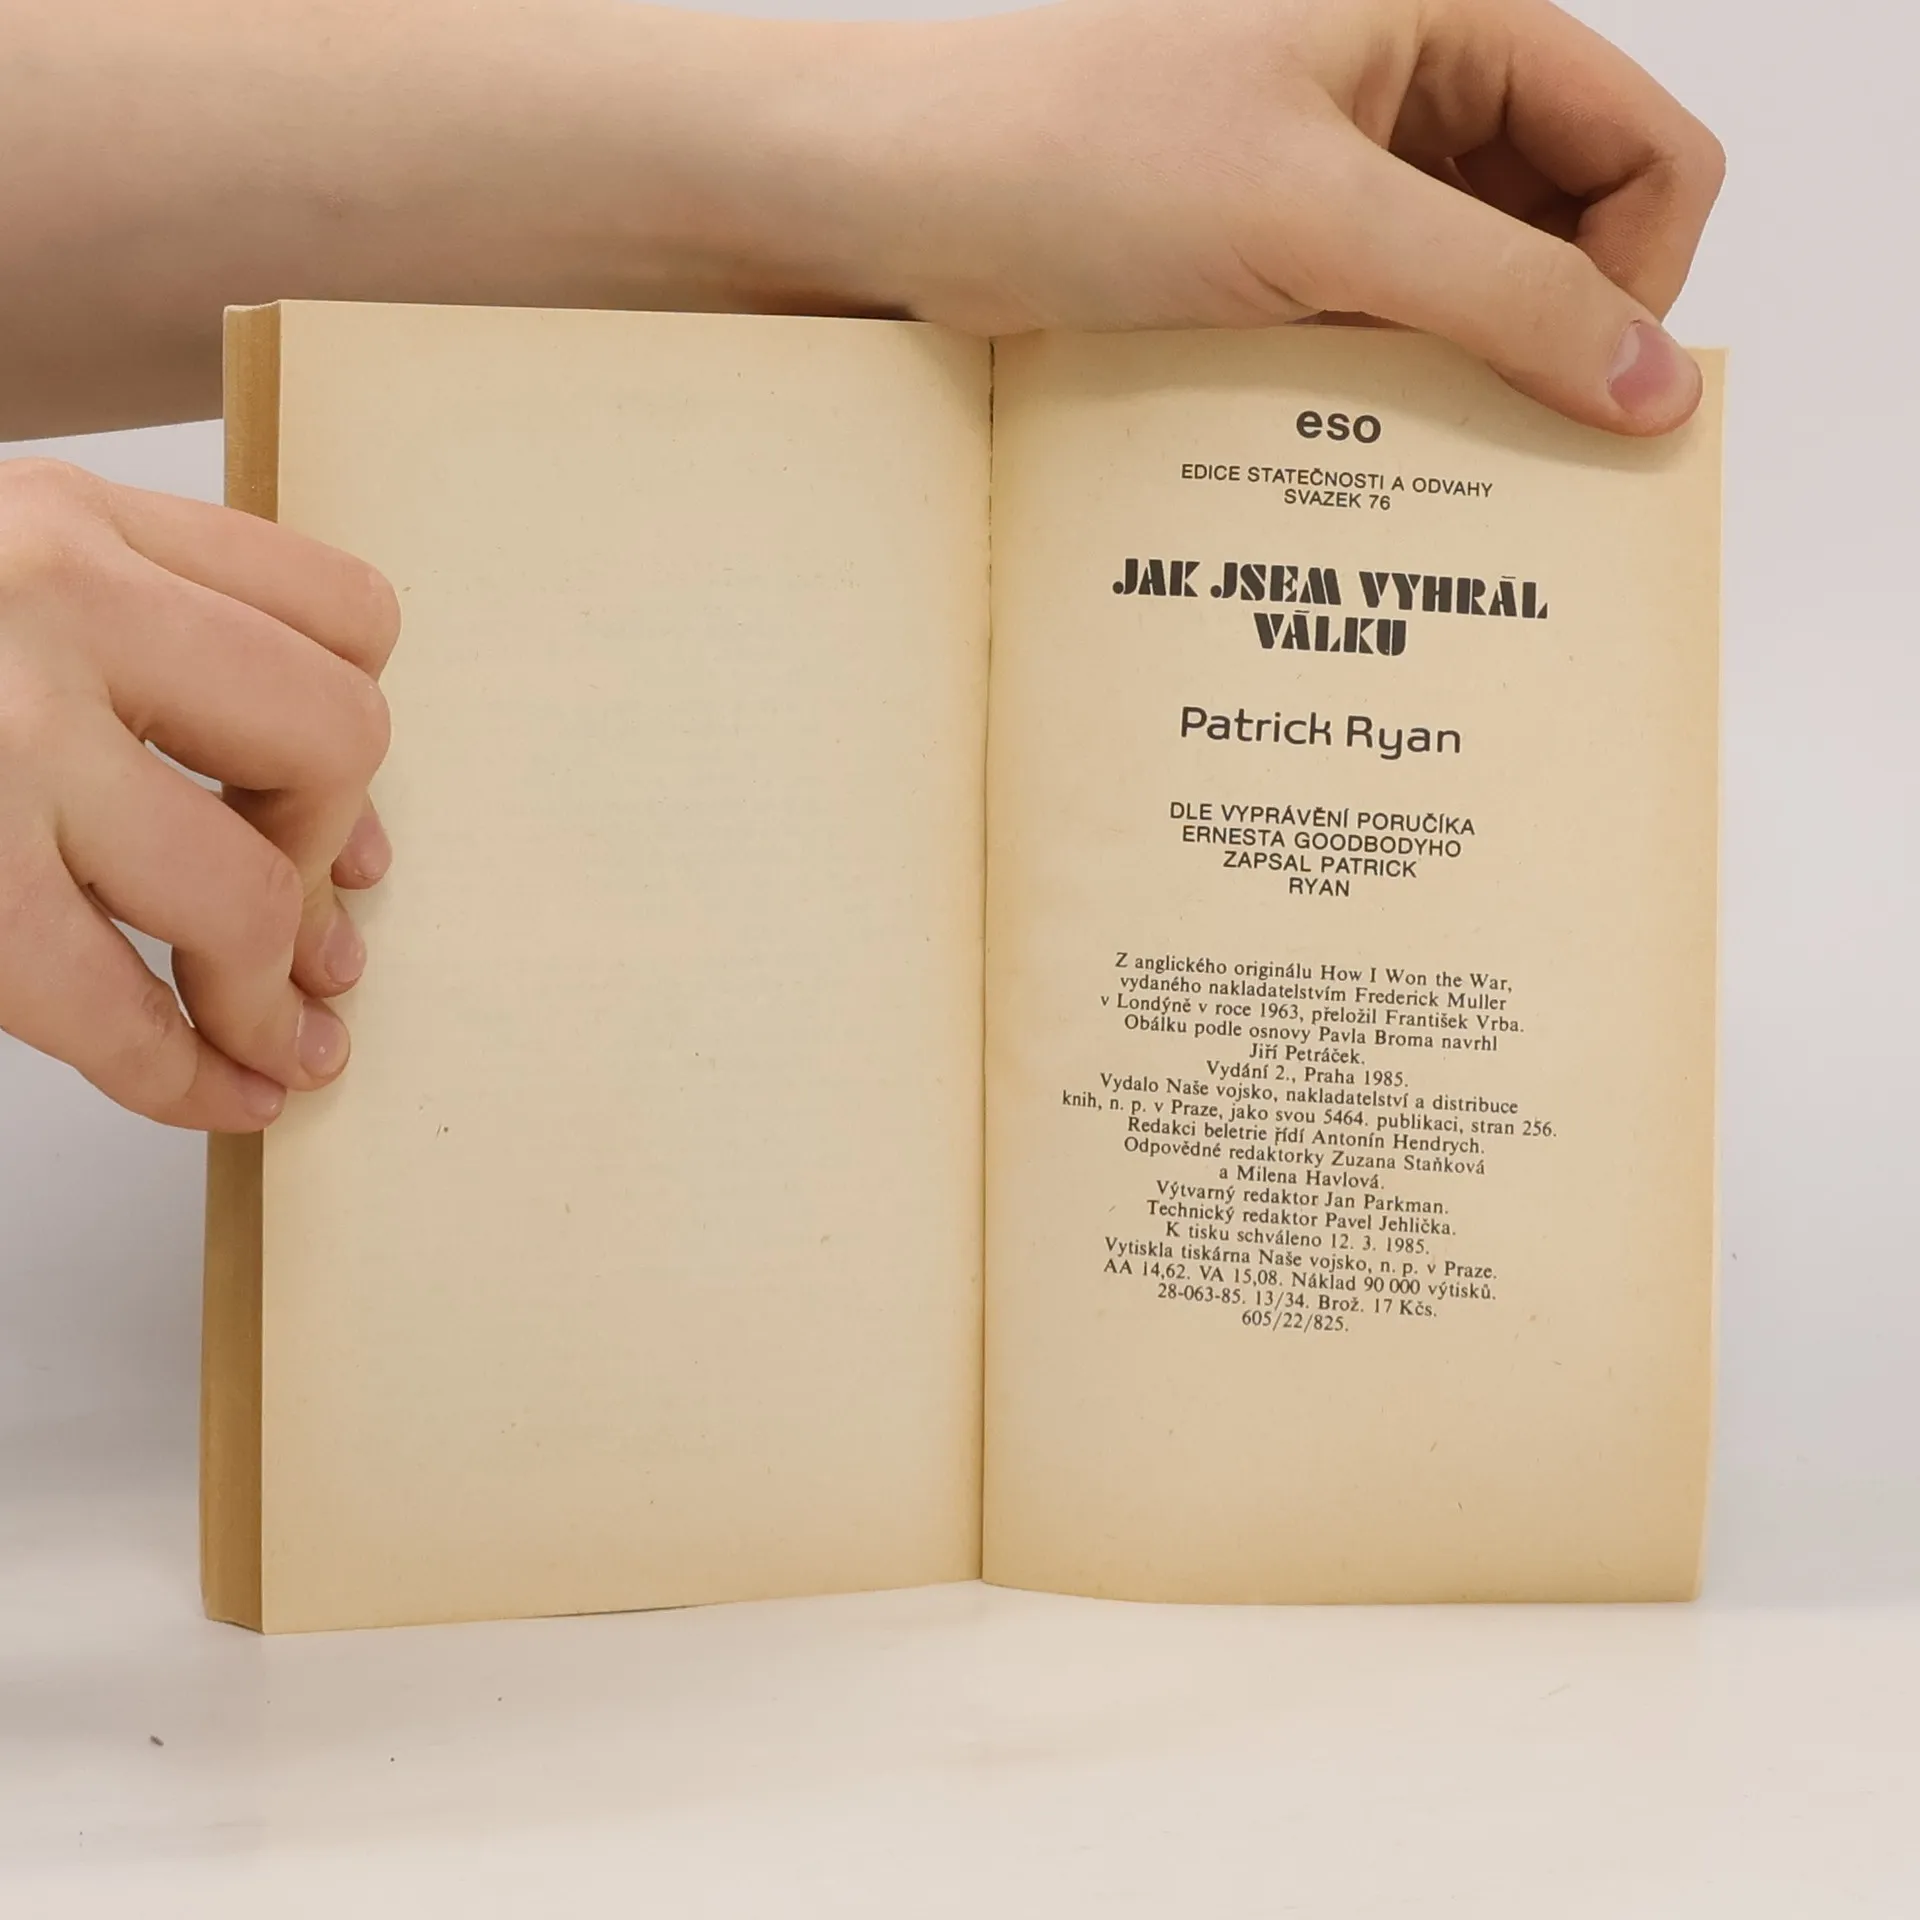 eso
EDICE STATEČNOSTI A ODVAHY
SVAZEK 76
JAK JSEM VYHRÁL
VÁLKU
Patrick Ryan
DLE VYPRÁVĚNÍ PORUČÍKA
ERNESTA GOODBODYHO
ZAPSAL PATRICK
RYAN
Z anglického originálu How I Won the War,
vydaného nakladatelstvím Frederick Muller
v Londýně v roce 1963, přeložil František Vrba.
Obálku podle osnovy Pavla Broma navrhl
Jiří Petráček.
Vydání 2., Praha 1985.
Vydalo Naše vojsko, nakladatelství a distribuce
knih, n. p. v Praze, jako svou 5464. publikaci, stran 256.
Redakci beletrie řídí Antonín Hendrych.
Odpovědné redaktorky Zuzana Staňková
a Milena Havlová.
Výtvarný redaktor Jan Parkman.
Technický redaktor Pavel Jehlička.
K tisku schváleno 12. 3. 1985.
Vytiskla tiskárna Naše vojsko, n. p. v Praze.
AA 14,62. VA 15,08. Náklad 90 000 výtisků.
28-063-85. 13/34. Brož. 17 Kčs.
605/22/825.